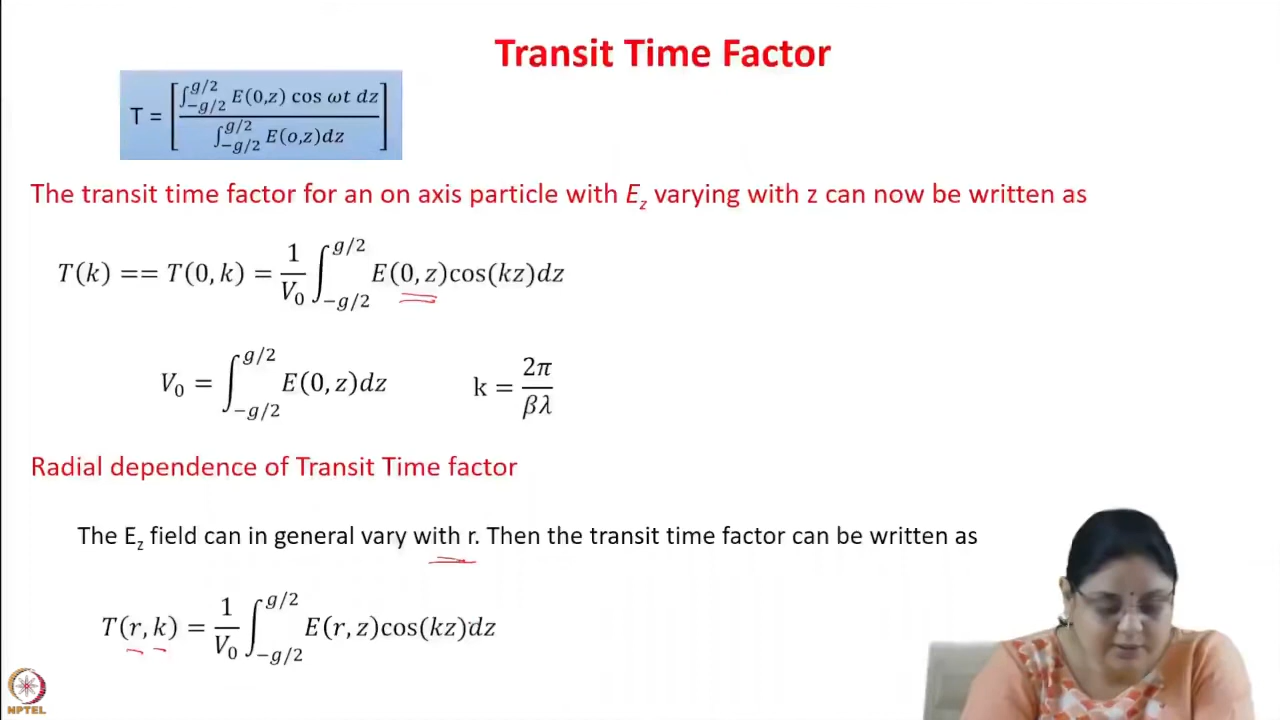 Transit Time Factor
T = [∫_{-g/2}^{g/2} E(0,z) cos ωt dz / ∫_{-g/2}^{g/2} E(o,z)dz]
The transit time factor for an on axis particle with E_z varying with z can now be written as
T(k) == T(0, k) = 1/V_0 ∫_{-g/2}^{g/2} E(0, z)cos(kz)dz
V_0 = ∫_{-g/2}^{g/2} E(0, z)dz k = 2π/βλ
Radial dependence of Transit Time factor
The E_z field can in general vary with r. Then the transit time factor can be written as
T(r, k) = 1/V_0 ∫_{-g/2}^{g/2} E(r, z)cos(kz)dz
NPTEL